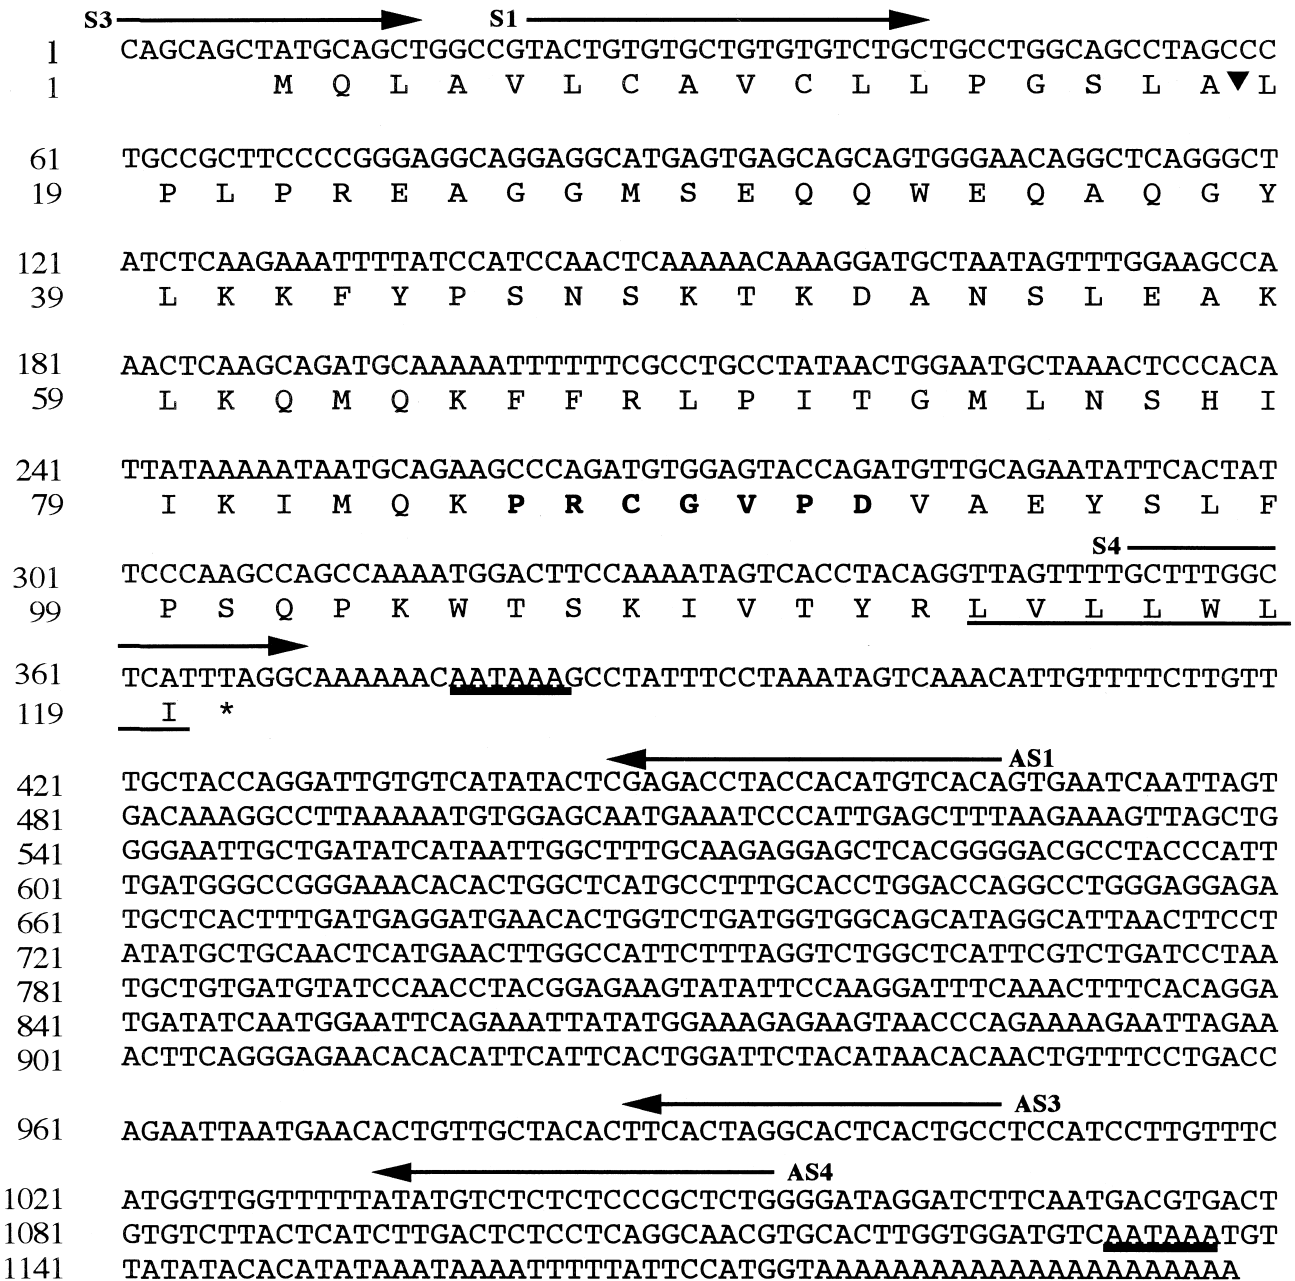 S3 S1
1 CAGCAGCTATGCAGCTGGCCGTACTGTGTGCTGTGTGTCTGCTGCCTGGCAGCCTAGCCC
1 M Q L A V L C A V C L L P G S L A L
61 TGCCGCTTCCCCGGGAGGCAGGAGGCATGAGTGAGCAGCAGTGGGAACAGGCTCAGGGCT
19 P L P R E A G G M S E Q Q W E Q A Q G Y
121 ATCTCAAGAAATTTTATCCATCCAACTCAAAAACAAAGGATGCTAATAGTTTGGAAGCCA
39 L K K F Y P S N S K T K D A N S L E A K
181 AACTCAAGCAGATGCAAAAATTTTTTCGCCTGCCTATAACTGGAATGCTAAACTCCCACA
59 L K Q M Q K F F R L P I T G M L N S H I
241 TTATAAAAATAATGCAGAAGCCCAGATGTGGAGTACCAGATGTTGCAGAATATTCACTAT
79 I K I M Q K P R C G V P D V A E Y S L F
S4
301 TCCCAAGCCAGCCAAAATGGACTTCCAAAATAGTCACCTACAGGTTAGTTTTGCTTTGGC
99 P S Q P K W T S K I V T Y R L V L L W L
361 TCATTTAGGCAAAAAACAATAAAGCCTATTTCCTAAATAGTCAAACATTGTTTTCTTGTT
119 I *
AS1
421 TGCTACCAGGATTGTGTCATATACTCGAGACCTACCACATGTCACAGTGAATCAATTAGT
481 GACAAAGGCCTTAAAAATGTGGAGCAATGAAATCCCATTGAGCTTTAAGAAAGTTAGCTG
541 GGGAATTGCTGATATCATAATTGGCTTTGCAAGAGGAGCTCACGGGGACGCCTACCCATT
601 TGATGGGCCGGGAAACACACTGGCTCATGCCTTTGCACCTGGACCAGGCCTGGGAGGAGA
661 TGCTCACTTTGATGAGGATGAACACTGGTCTGATGGTGGCAGCATAGGCATTAACTTCCT
721 ATATGCTGCAACTCATGAACTTGGCCATTCTTTAGGTCTGGCTCATTCGTCTGATCCTAA
781 TGCTGTGATGTATCCAACCTACGGAGAAGTATATTCCAAGGATTTCAAACTTTCACAGGA
841 TGATATCAATGGAATTCAGAAATTATATGGAAAGAGAAGTAACCCAGAAAAGAATTAGAA
901 ACTTCAGGGAGAACACACATTCATTCACTGGATTCTACATAACACAACTGTTTCCTGACC
AS3
961 AGAATTAATGAACACTGTTGCTACACTTCACTAGGCACTCACTGCCTCCATCCTTGTTTC
AS4
1021 ATGGTTGGTTTTTATATGTCTCTCTCCCGCTCTGGGGATAGGATCTTCAATGACGTGACT
1081 GTGTCTTACTCATCTTGACTCTCCTCAGGCAACGTGCACTTGGTGGATGTCAATAAATGT
1141 TATATACACATATAAATAAAATTTTTATTCCATGGTAAAAAAAAAAAAAAAAAAAAAA